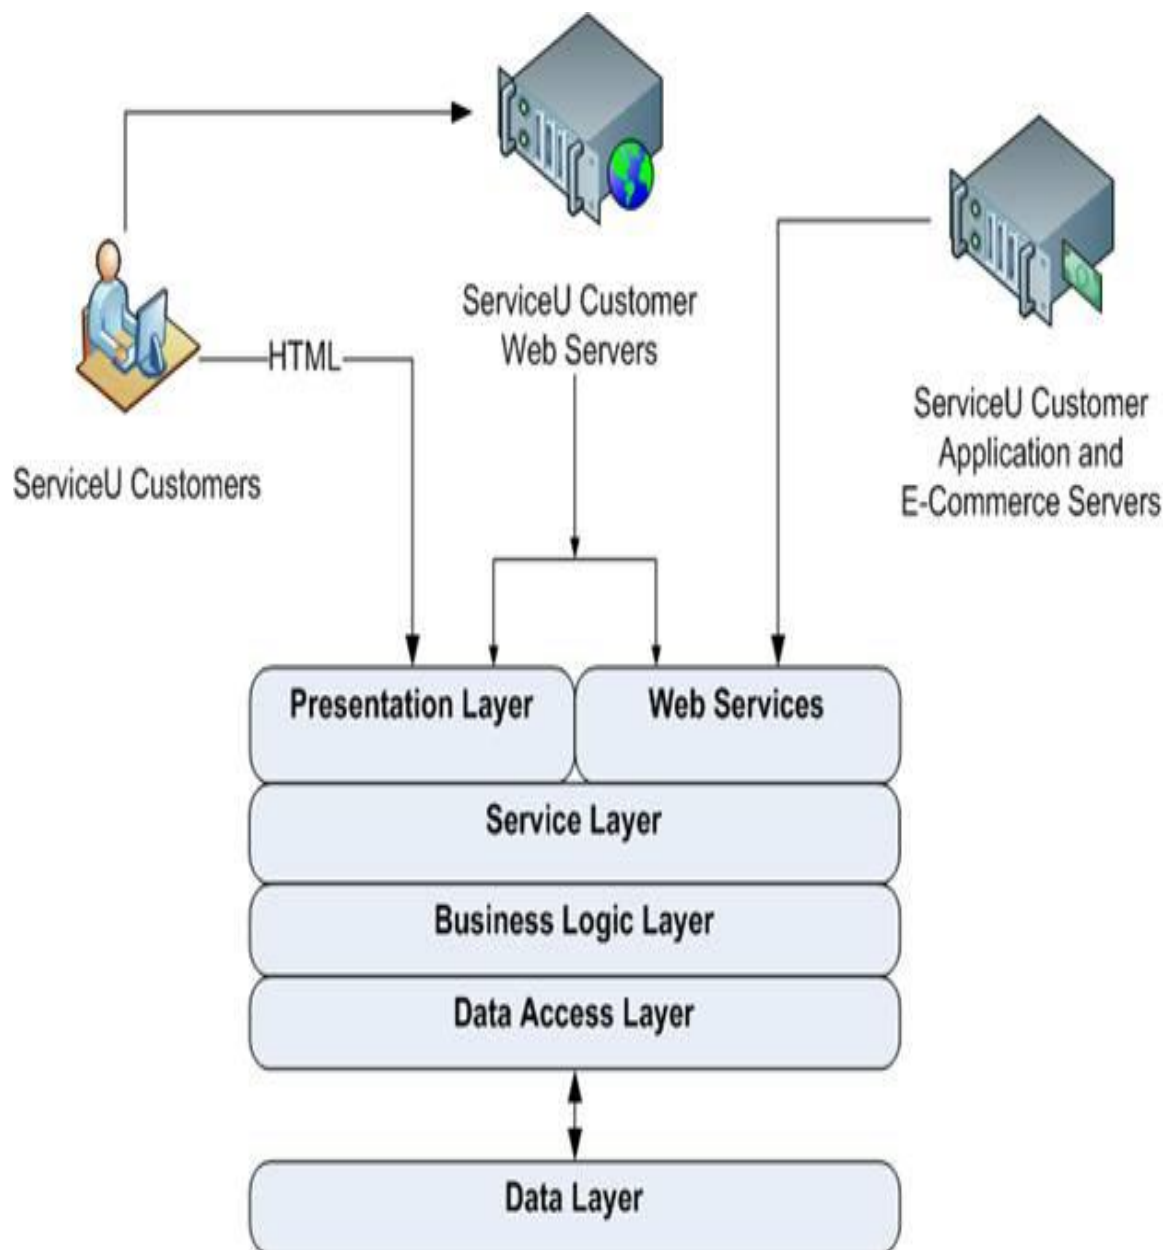 ServiceU Customer
Web Servers
HTML
ServiceU Customers
ServiceU Customer
Application and
E-Commerce Servers
Presentation Layer
Web Services
Service Layer
Business Logic Layer
Data Access Layer
Data Layer